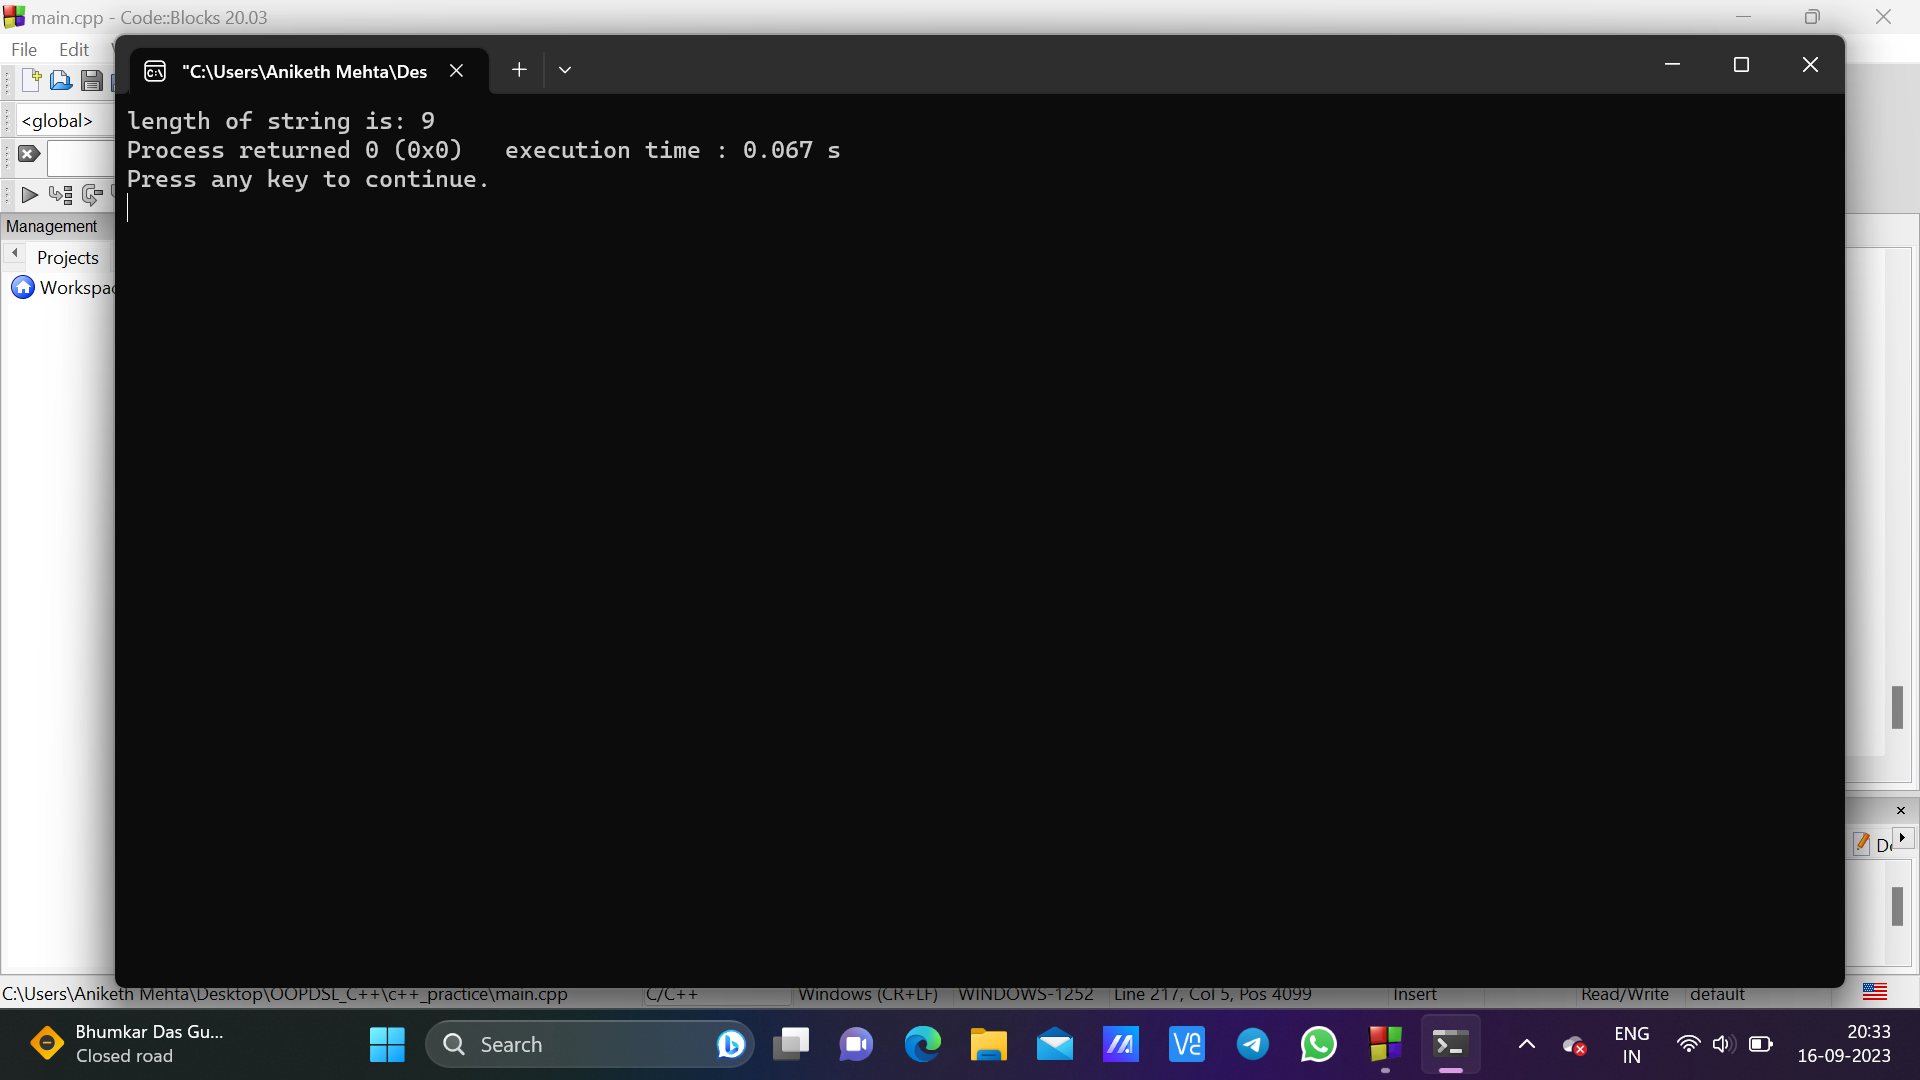 main.cpp - Code::Blocks 20.03
File Edit
"C:\Users\Aniketh Mehta\Des
<global>
length of string is: 9
Process returned 0 (0x0)   execution time : 0.067 s
Press any key to continue.
Management
Projects
C:\Users\Aniketh Mehta\Desktop\OOPDSL_C++\c++_practice\main.cpp C/C++ Windows (CR+LF) WINDOWS-1252 Line 217, Col 5, Pos 4099 Insert Read/Write default
Bhumkar Das Gu...
Closed road
Search
ENG
IN
20:33
16-09-2023